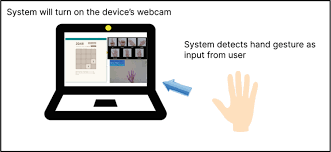 System will turn on the device's webcam
System detects hand gesture as
input from user